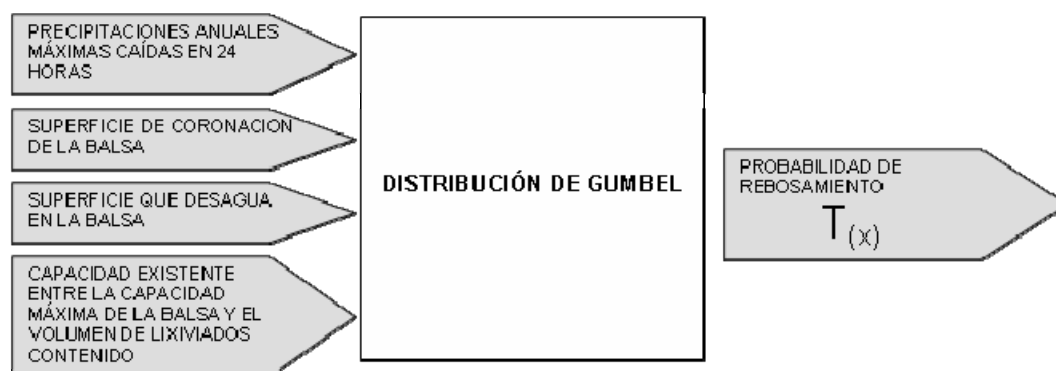 PRECIPITACIONES ANUALES
MÁXIMAS CAÍDAS EN 24
HORAS
SUPERFICIE DE CORONACION
DE LA BALSA
SUPERFICIE QUE DESAGUA
EN LA BALSA
CAPACIDAD EXISTENTE
ENTRE LA CAPACIDAD
MÁXIMA DE LA BALSA Y EL
VOLUMEN DE LIXIVIADOS
CONTENIDO
DISTRIBUCIÓN DE GUMBEL
PROBABILIDAD DE
REBOSAMIENTO
T(x)